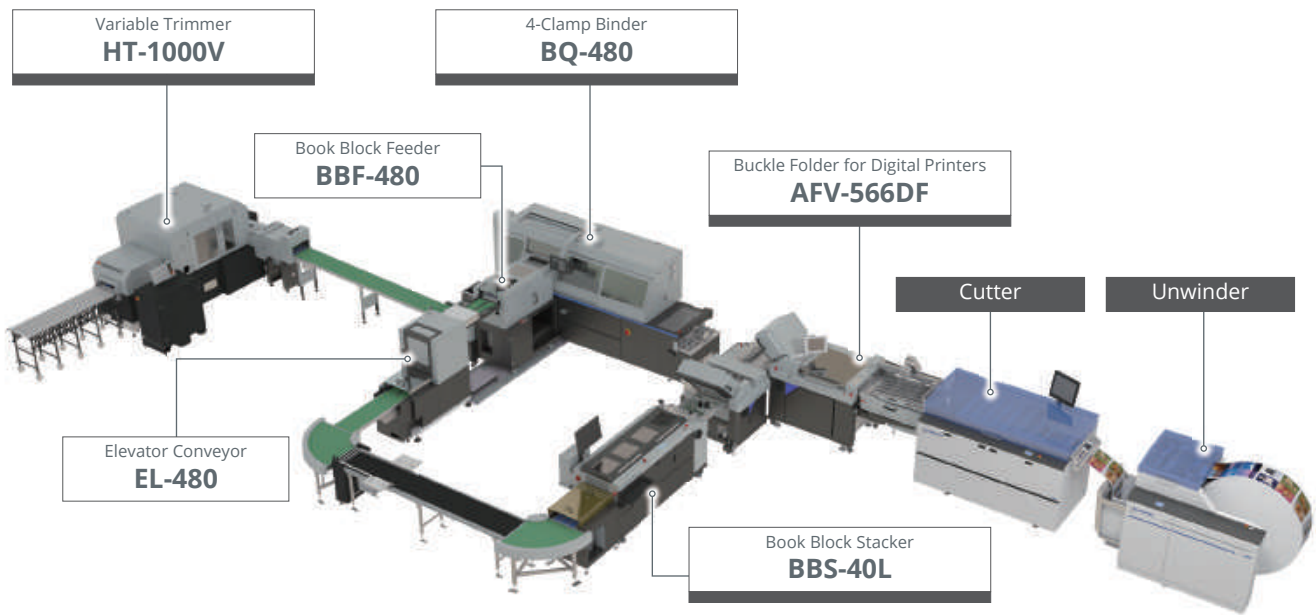 Variable Trimmer
HT-1000V
4-Clamp Binder
BQ-480
Book Block Feeder
BBF-480
Buckle Folder for Digital Printers
AFV-566DF
Cutter
Unwinder
Elevator Conveyor
EL-480
Book Block Stacker
BBS-40L